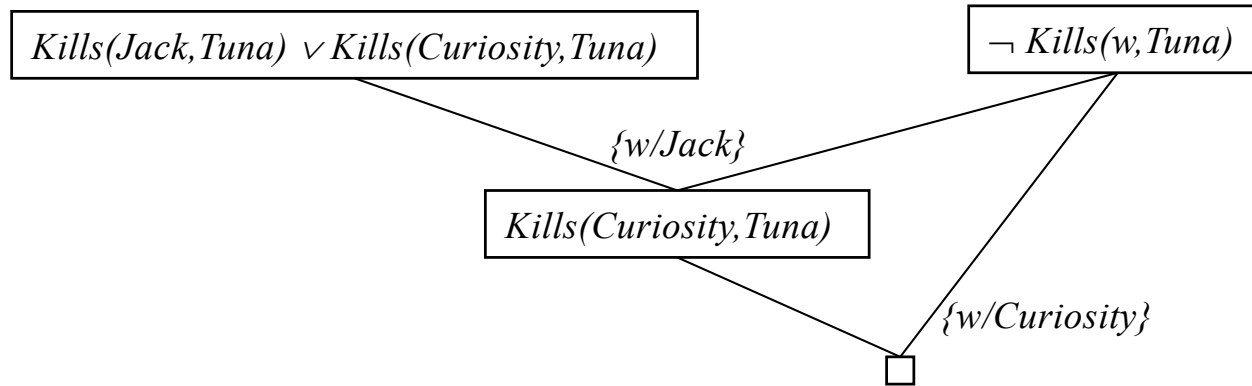 Kills(Jack,Tuna) ∨ Kills(Curiosity,Tuna)
¬ Kills(w,Tuna)
{w/Jack}
Kills(Curiosity,Tuna)
{w/Curiosity}